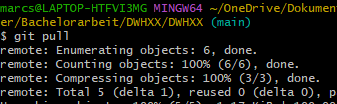 marcs@LAPTOP-HTFVI3MG MINGW64 ~/OneDrive/Dokument
er/Bachelorarbeit/DWHXX/DWHXX (main)
$ git pull
remote: Enumerating objects: 6, done.
remote: Counting objects: 100% (6/6), done.
remote: Compressing objects: 100% (3/3), done.
remote: Total 5 (delta 1), reused 0 (delta 0), p